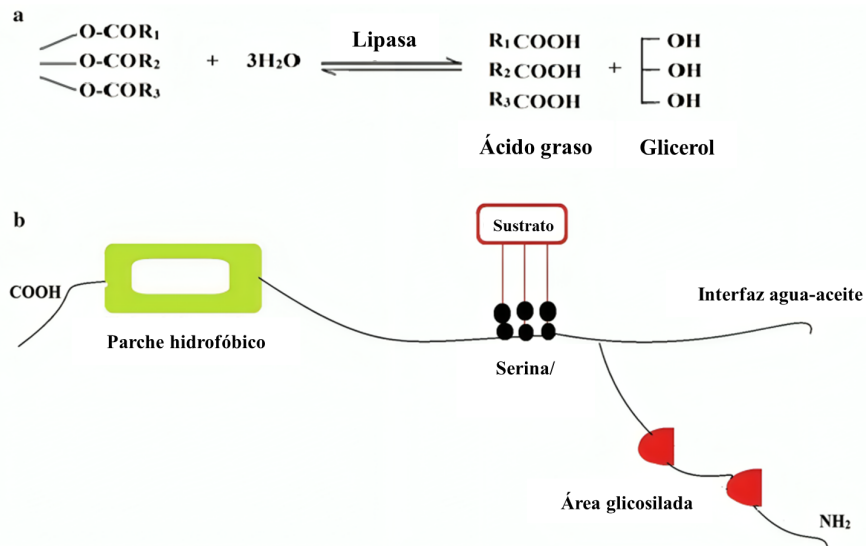 a
O-COR₁
O-COR₂ + 3H₂O
O-COR₃
Lipasa
R₁COOH
R₂COOH +
R₃COOH
OH
OH
OH
Ácido graso
Glicerol
b
Sustrato
COOH
Interfaz agua-aceite
Parche hidrofóbico
Serina/
Área glicosilada
NH₂